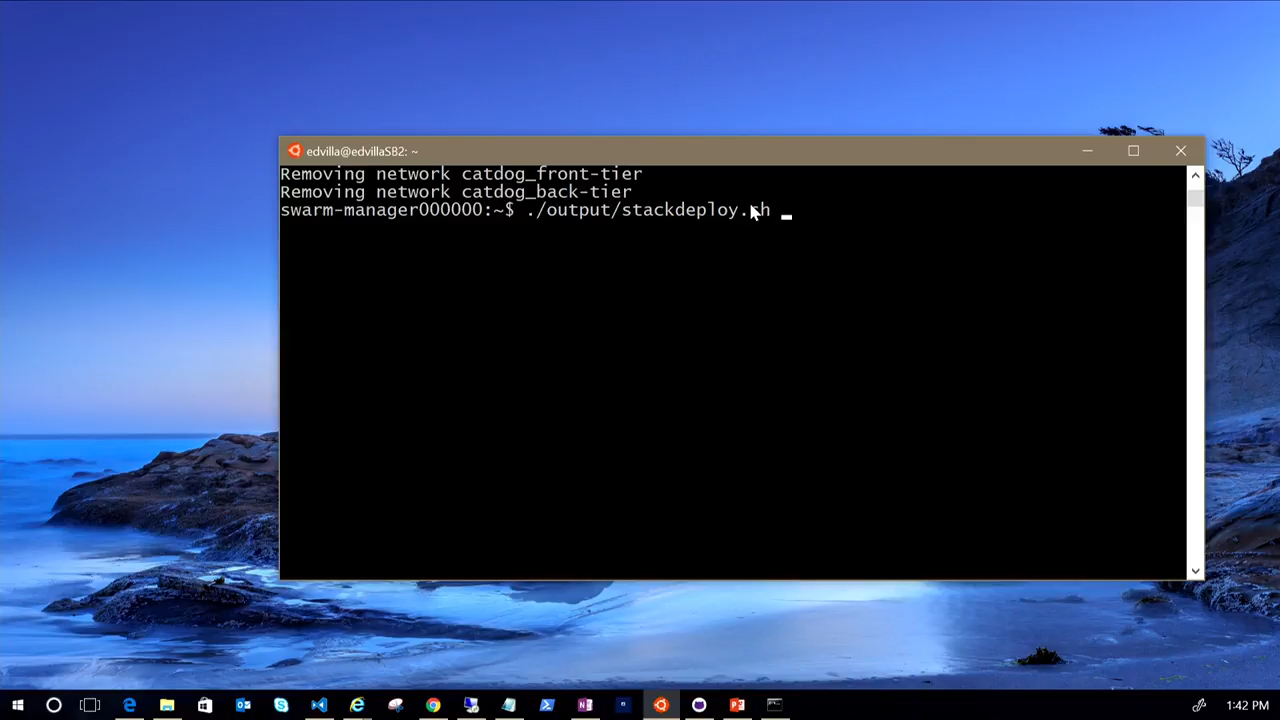 edvilla@edvillaSB2: ~
Removing network catdog_front-tier
Removing network catdog_back-tier
swarm-manager000000:~$ ./output/stackdeploy.sh
1:42 PM